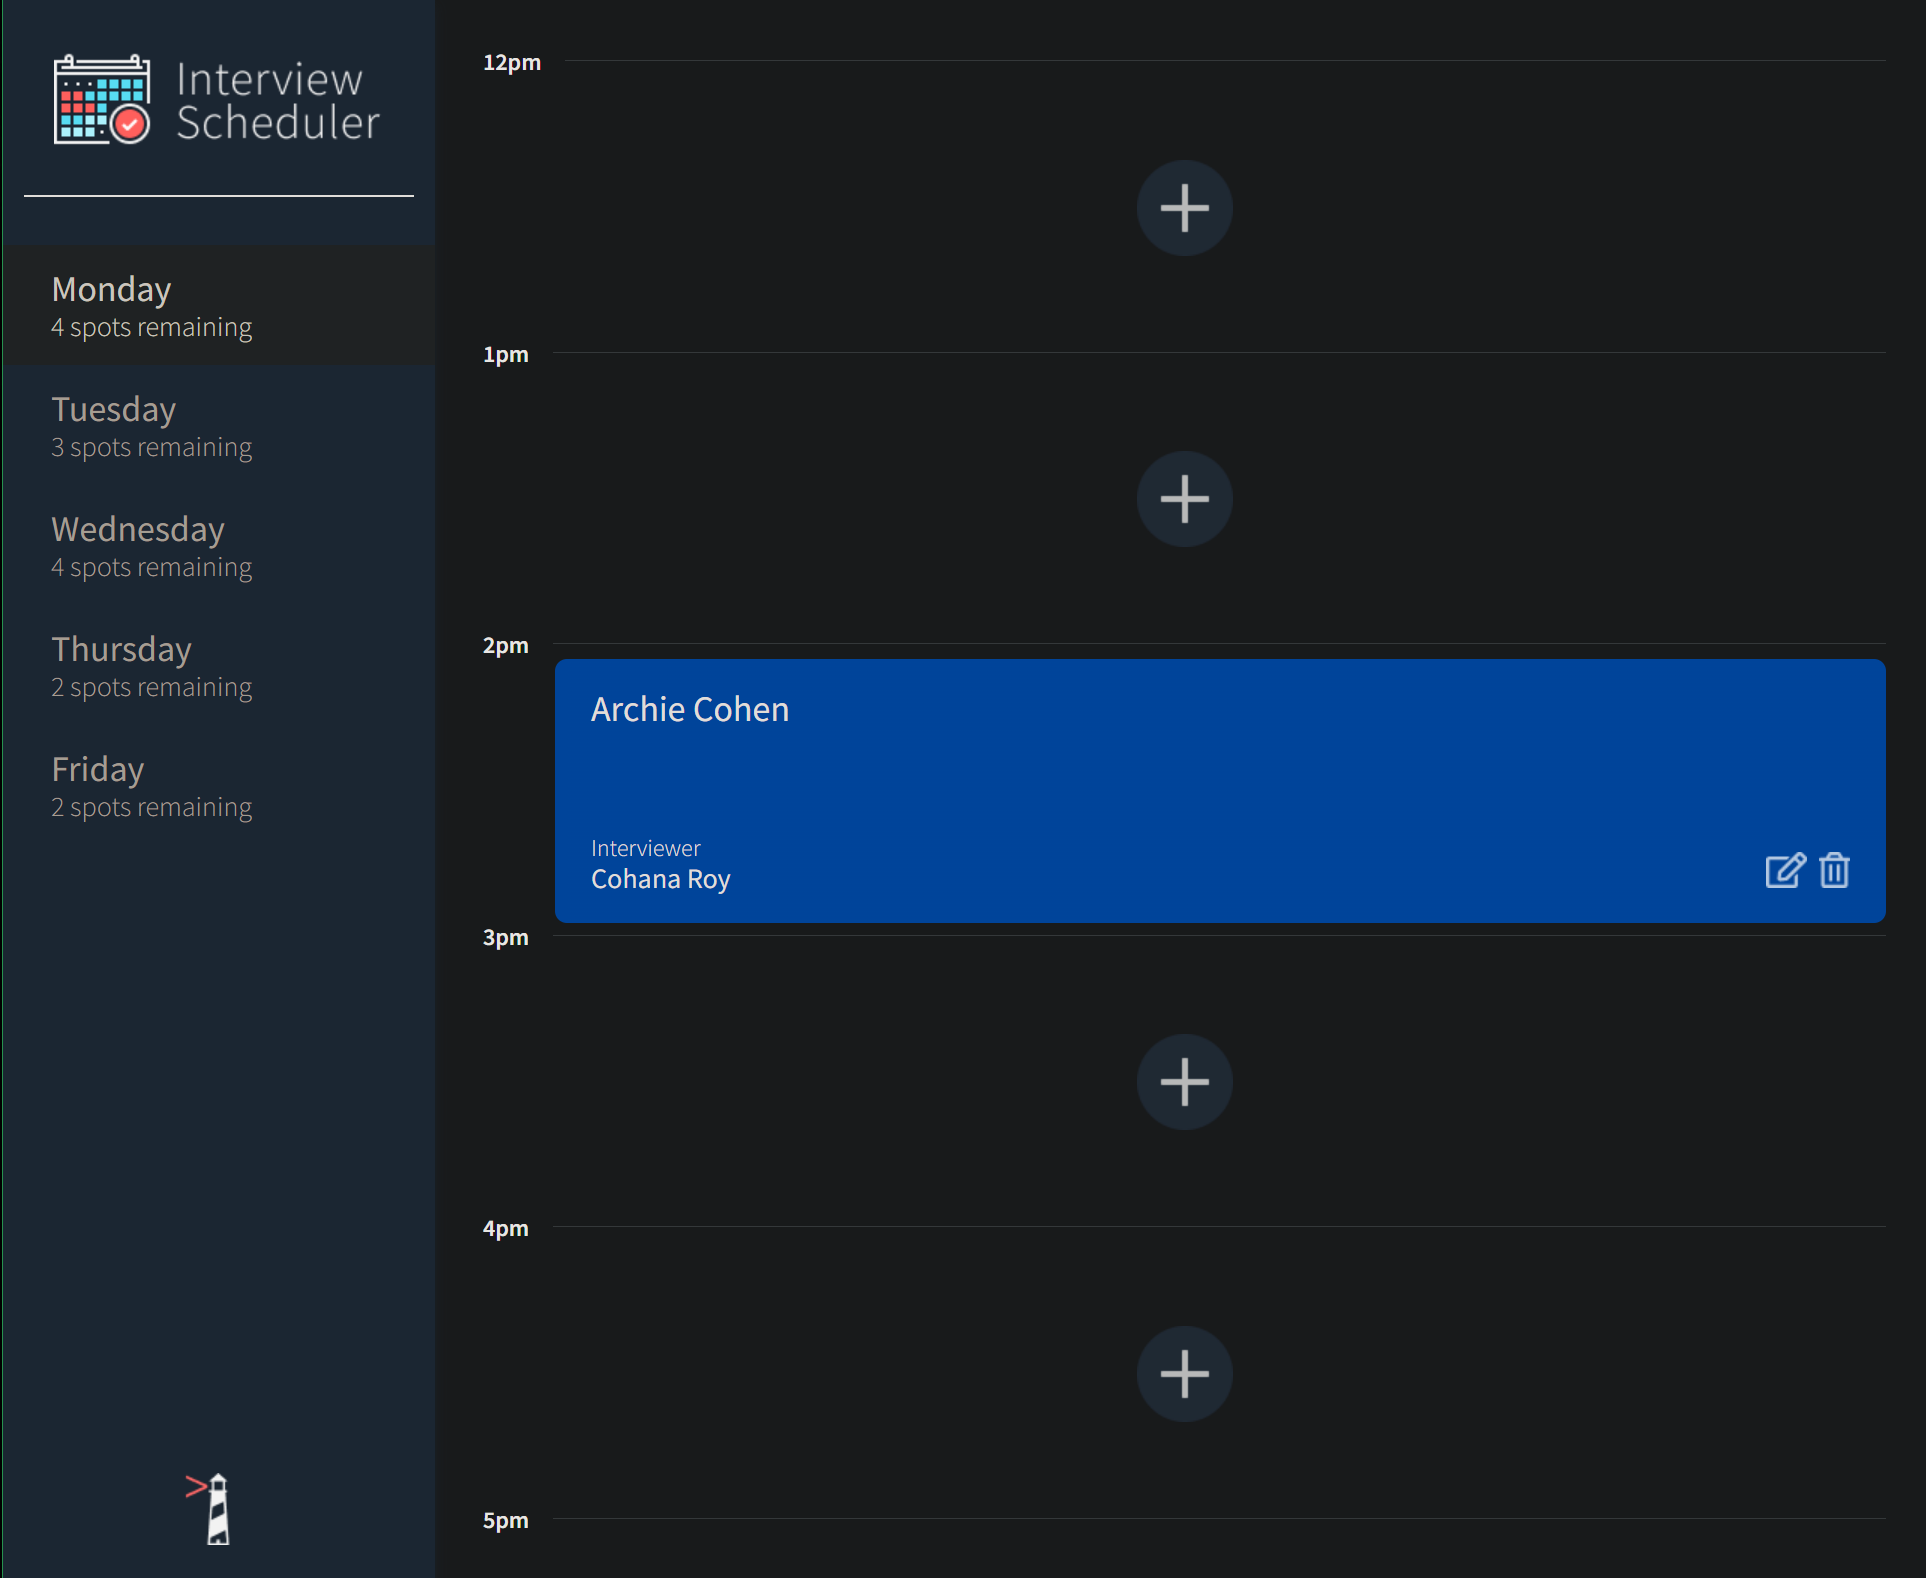 Interview
Scheduler
Monday
4 spots remaining
Tuesday
3 spots remaining
Wednesday
4 spots remaining
Thursday
2 spots remaining
Friday
2 spots remaining
12pm
1pm
2pm
Archie Cohen
Interviewer
Cohana Roy
3pm
4pm
5pm